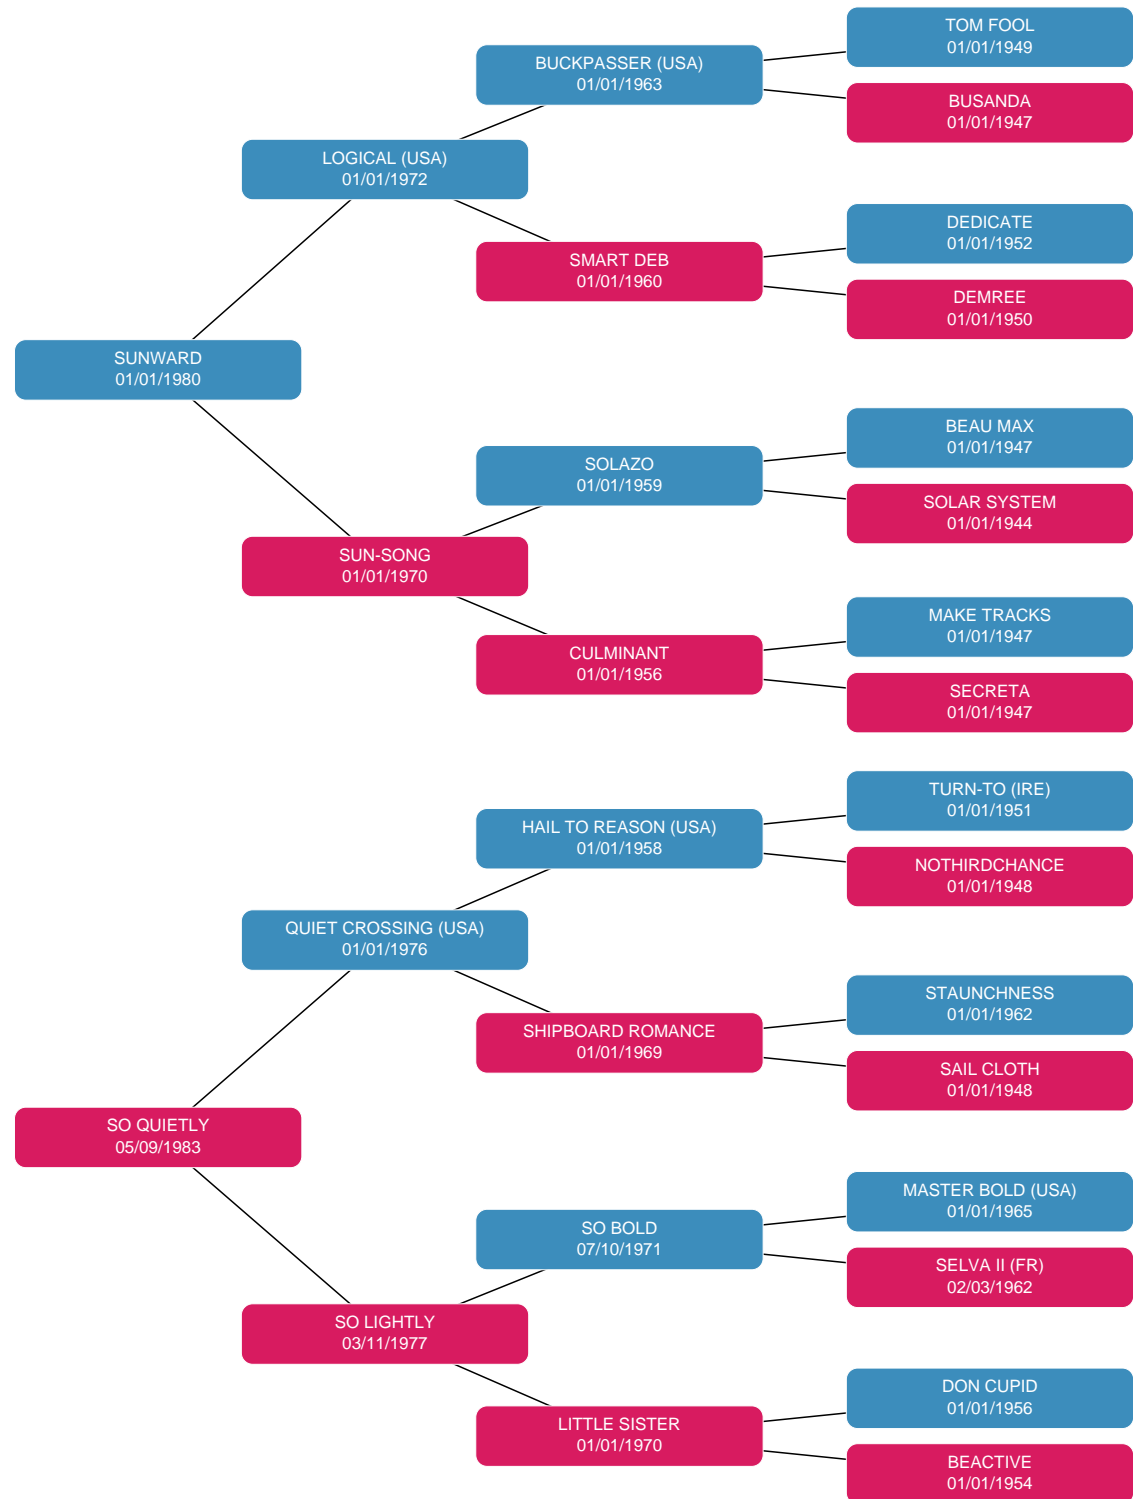 TOM FOOL
01/01/1949
BUCKPASSER (USA)
01/01/1963
BUSANDA
01/01/1947
LOGICAL (USA)
01/01/1972
DEDICATE
01/01/1952
SMART DEB
01/01/1960
DEMREE
01/01/1950
SUNWARD
01/01/1980
BEAU MAX
01/01/1947
SOLAZO
01/01/1959
SOLAR SYSTEM
01/01/1944
SUN-SONG
01/01/1970
MAKE TRACKS
01/01/1947
CULMINANT
01/01/1956
SECRETA
01/01/1947
TURN-TO (IRE)
01/01/1951
HAIL TO REASON (USA)
01/01/1958
NOTHIRDCHANCE
01/01/1948
QUIET CROSSING (USA)
01/01/1976
STAUNCHNESS
01/01/1962
SHIPBOARD ROMANCE
01/01/1969
SAIL CLOTH
01/01/1948
SO QUIETLY
05/09/1983
MASTER BOLD (USA)
01/01/1965
SO BOLD
07/10/1971
SELVA II (FR)
02/03/1962
SO LIGHTLY
03/11/1977
DON CUPID
01/01/1956
LITTLE SISTER
01/01/1970
BEACTIVE
01/01/1954